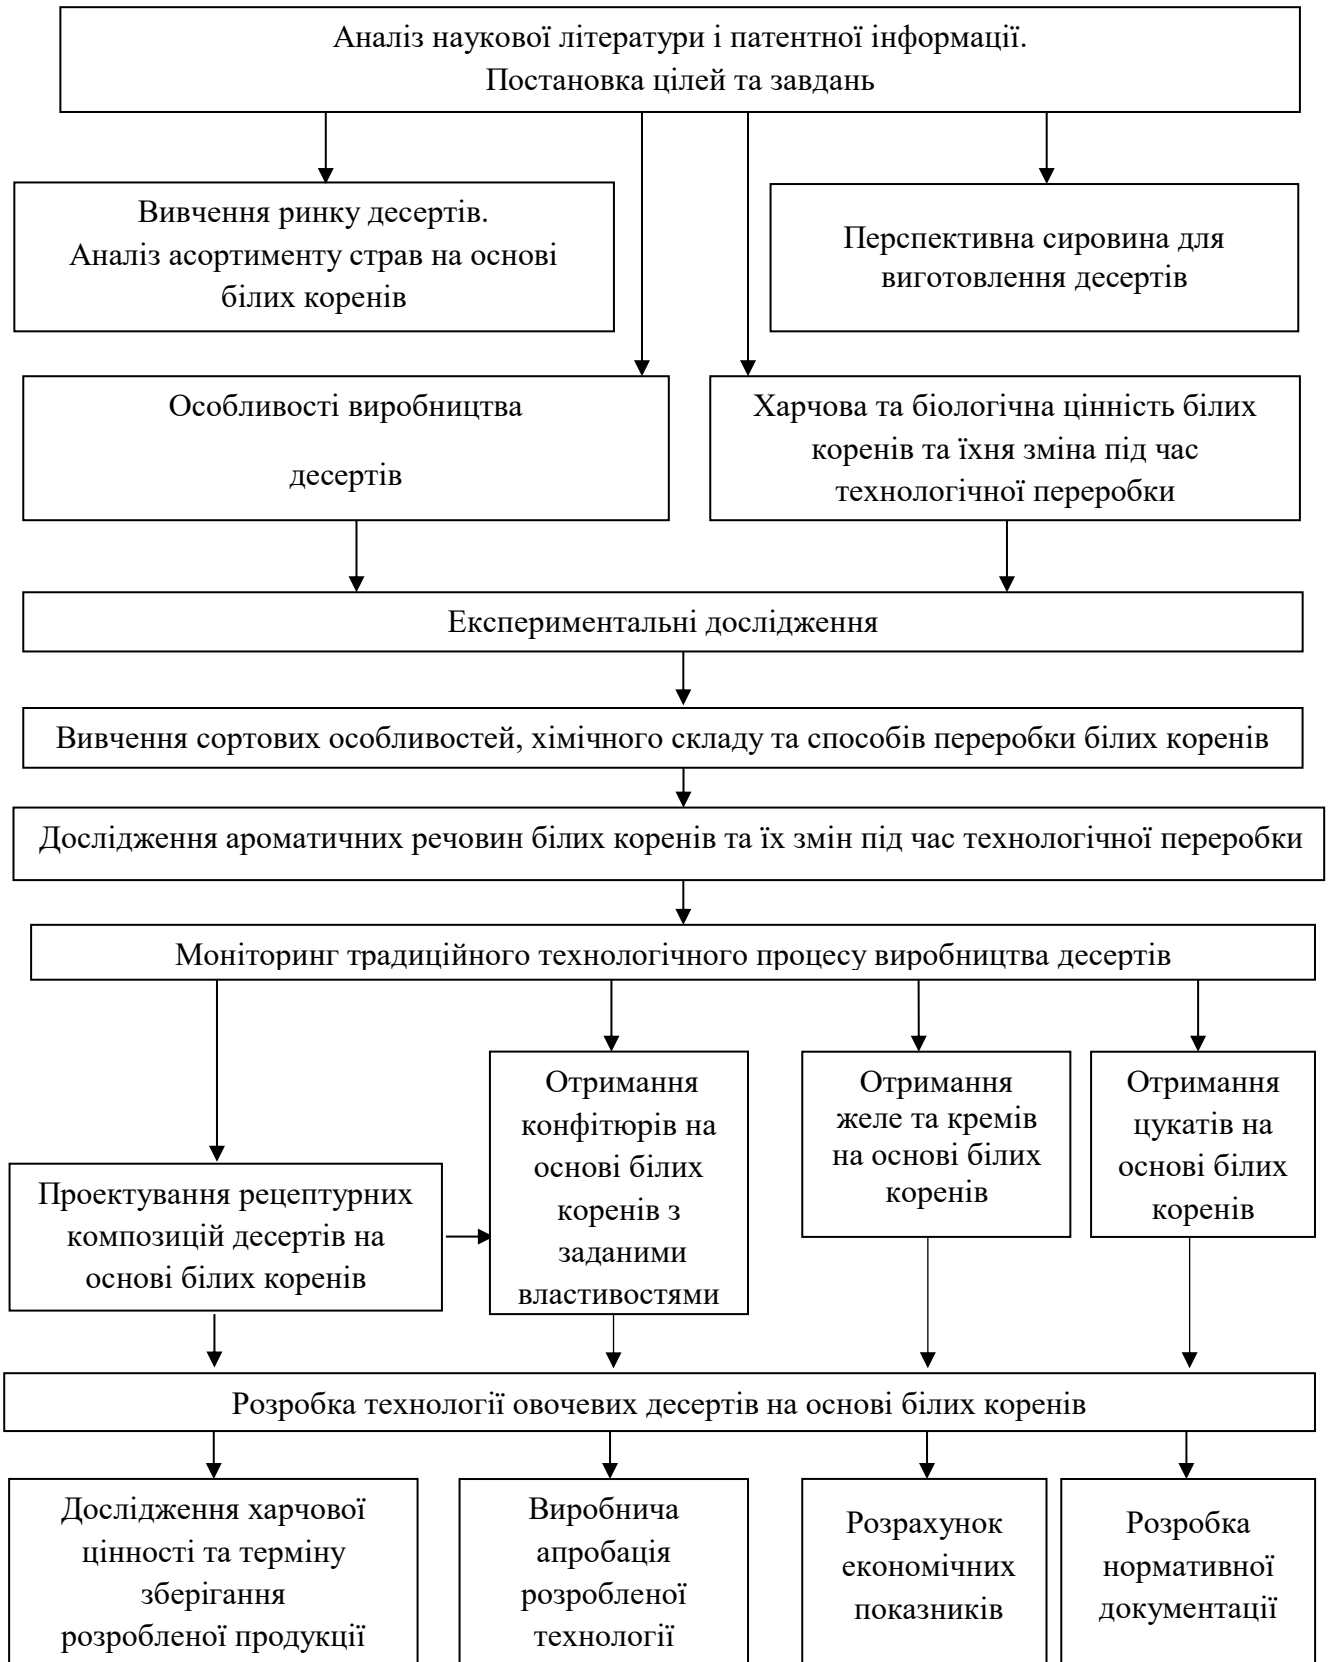 Аналіз наукової літератури і патентної інформації.
Постановка цілей та завдань
Вивчення ринку десертів.
Аналіз асортименту страв на основі
білих коренів
Перспективна сировина для
виготовлення десертів
Особливості виробництва
десертів
Харчова та біологічна цінність білих
коренів та їхня зміна під час
технологічної переробки
Експериментальні дослідження
Вивчення сортових особливостей, хімічного складу та способів переробки білих коренів
Дослідження ароматичних речовин білих коренів та їх змін під час технологічної переробки
Моніторинг традиційного технологічного процесу виробництва десертів
Проектування рецептурних
композицій десертів на
основі білих коренів
Отримання
конфітюрів на
основі білих
коренів з
заданими
властивостями
Отримання
желе та кремів
на основі білих
коренів
Отримання
цукатів на
основі білих
коренів
Розробка технології овочевих десертів на основі білих коренів
Дослідження харчової
цінності та терміну
зберігання
розробленої продукції
Виробнича
апробація
розробленої
технології
Розрахунок
економічних
показників
Розробка
нормативної
документації